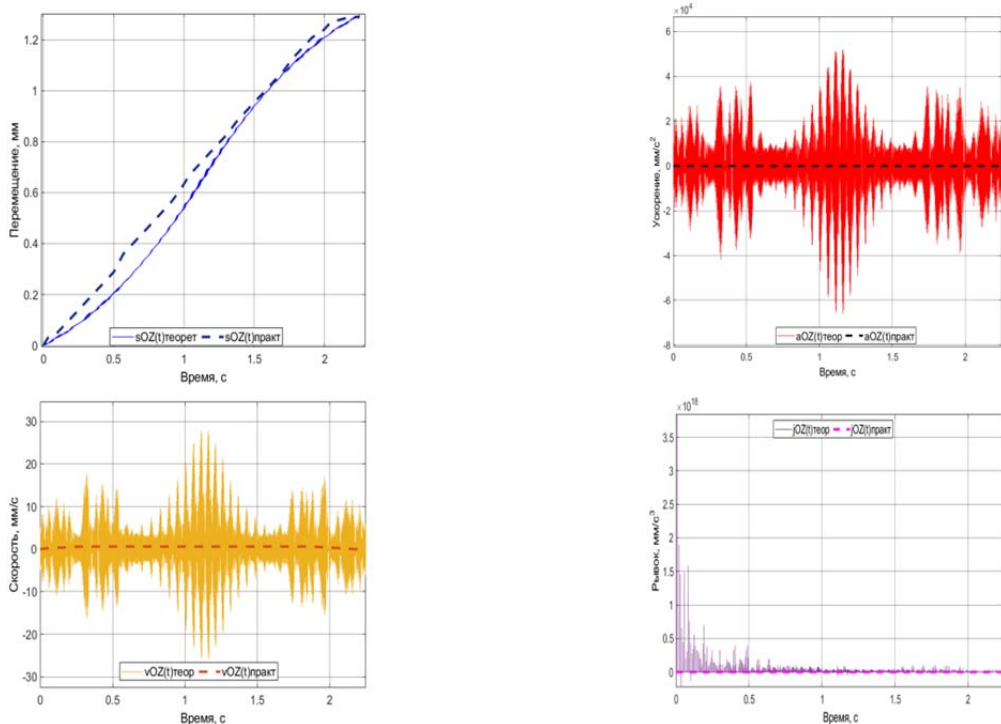 1.2
1
0.8
0.6
0.4
0.2
0
Перемещение, мм
sOZ(t)теорет sOZ(t)практ
0 0.5 1 1.5 2
Время, с
×10⁴
6
4
2
0
-2
-4
-6
-8
Ускорение, мм/с²
aOZ(t)теор aOZ(t)практ
0 0.5 1 1.5 2
Время, с
30
20
10
0
-10
-20
-30
Скорость, мм/с
vOZ(t)теор vOZ(t)практ
0 0.5 1 1.5 2
Время, с
×10¹⁸
3.5
3
2.5
2
1.5
1
0.5
0
Рывок, мм/с³
jOZ(t)теор jOZ(t)практ
0 0.5 1 1.5 2
Время, с